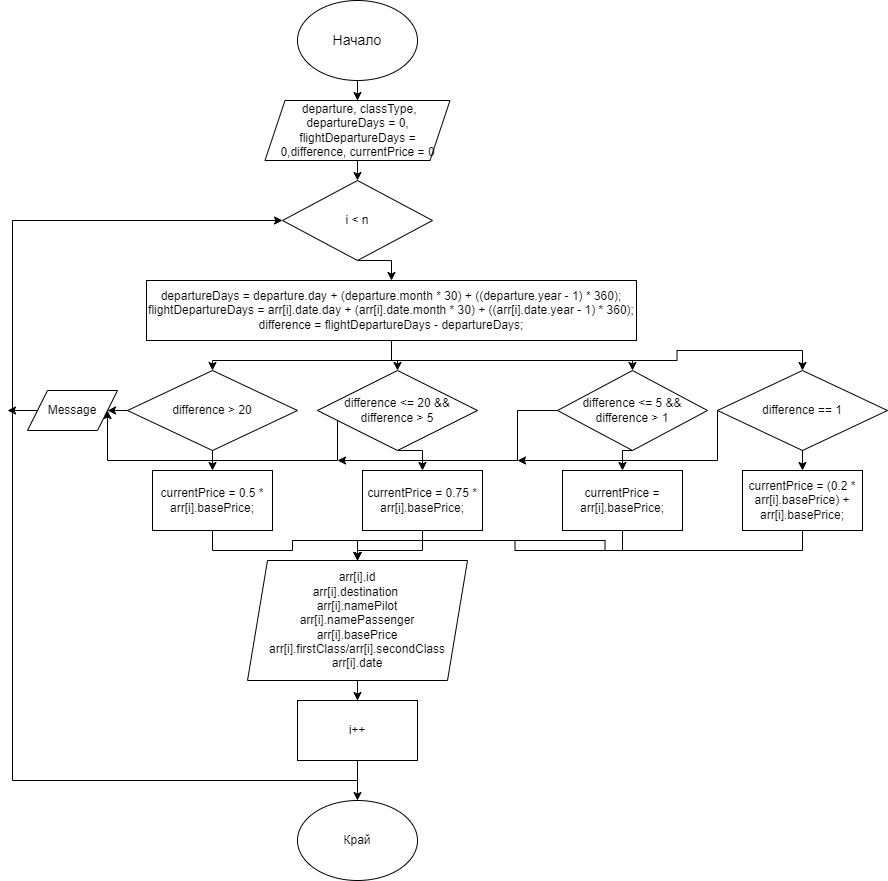 Начало
departure, classType,
departureDays = 0,
flightDepartureDays =
0,difference, currentPrice = 0
i < n
departureDays = departure.day + (departure.month * 30) + ((departure.year - 1) * 360);
flightDepartureDays = arr[i].date.day + (arr[i].date.month * 30) + ((arr[i].date.year - 1) * 360);
difference = flightDepartureDays - departureDays;
Message
difference > 20
difference <= 20 &&
difference > 5
difference <= 5 &&
difference > 1
difference == 1
currentPrice = 0.5 *
arr[i].basePrice;
currentPrice = 0.75 *
arr[i].basePrice;
currentPrice =
arr[i].basePrice;
currentPrice = (0.2 *
arr[i].basePrice) +
arr[i].basePrice;
arr[i].id
arr[i].destination
arr[i].namePilot
arr[i].namePassenger
arr[i].basePrice
arr[i].firstClass/arr[i].secondClass
arr[i].date
i++
Край